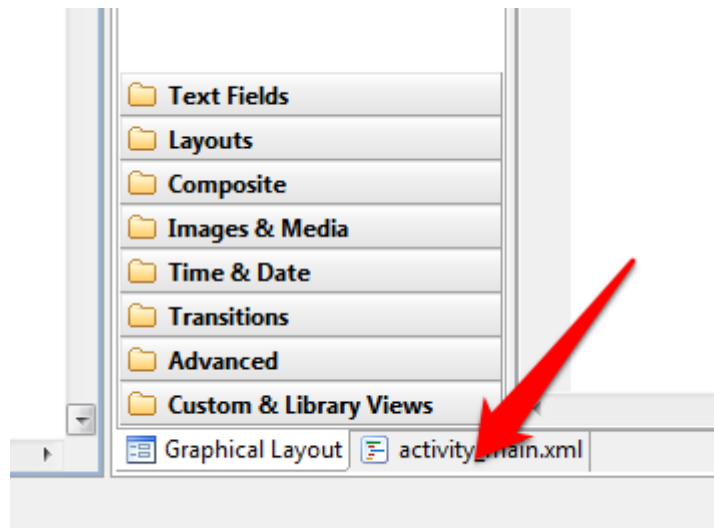 Text Fields
Layouts
Composite
Images & Media
Time & Date
Transitions
Advanced
Custom & Library Views
Graphical Layout activity_main.xml